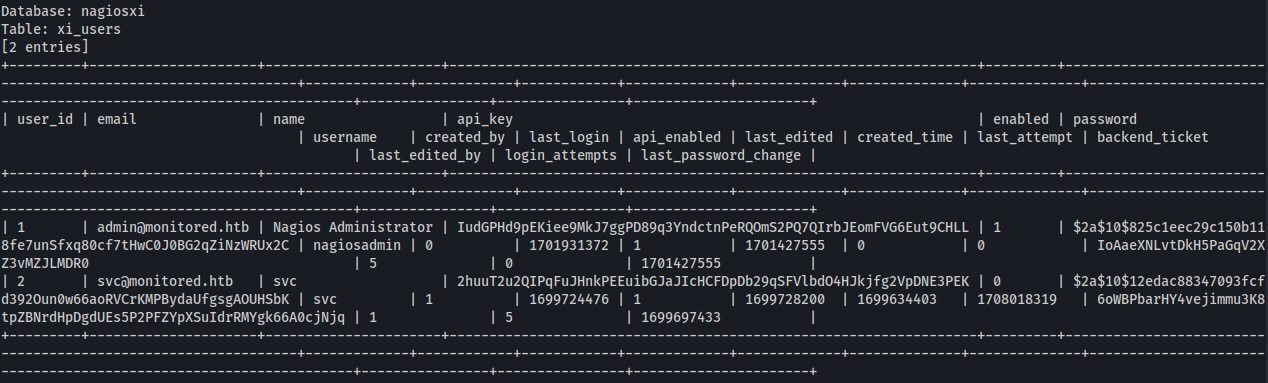 Database: nagiosxi
Table: xi_users
[2 entries]
+---------+--------------------+--------------------+------------------------------------------------------------------+---------+-------------------------
-------------------------------------+-------------+------------+------------+-------------+-------------+--------------+--------------+----------------------
--------------------------------------------+----------------+----------------+----------------------+
| user_id | email | name | api_key | enabled | password
| username | created_by | last_login | api_enabled | last_edited | created_time | last_attempt | backend_ticket
| last_edited_by | login_attempts | last_password_change |
+---------+--------------------+--------------------+------------------------------------------------------------------+---------+-------------------------
-------------------------------------+-------------+------------+------------+-------------+-------------+--------------+--------------+----------------------
--------------------------------------------+----------------+----------------+----------------------+
| 1 | admin@monitored.htb | Nagios Administrator | IudGPHd9pEKiee9MkJ7ggPD89q3YndctnPeRQOmS2PQ7QIrbJEomFVG6Eut9CHLL | 1 | $2a$10$825c1eec29c150b11
8fe7unSfxq80cf7tHwC0J0BG2qZiNzWRUx2C | nagiosadmin | 0 | 1701931372 | 1 | 1701427555 | 0 | 0 | IoAaeXNLvtDkH5PaGqV2X
Z3vMZJLMDR0 | 5 | 0 | 1701427555 |
| 2 | svc@monitored.htb | svc | 2huuT2u2QIPqFuJHnkPEEuibGJaJIcHCFDpDb29qSFVlbdO4HJkjfg2VpDNE3PEK | 0 | $2a$10$12edac88347093fcf
d392Oun0w66aoRVCrKMPBydaUfgsgAOUHSbK | svc | 1 | 1699724476 | 1 | 1699728200 | 1699634403 | 1708018319 | 6oWBPbarHY4vejimmu3K8
tpZBNrdHpDgdUEs5P2PFZYpXSuIdrRMYgk66A0cjNjq | 1 | 5 | 1699697433 |
+---------+--------------------+--------------------+------------------------------------------------------------------+---------+-------------------------
-------------------------------------+-------------+------------+------------+-------------+-------------+--------------+--------------+----------------------
--------------------------------------------+----------------+----------------+----------------------+